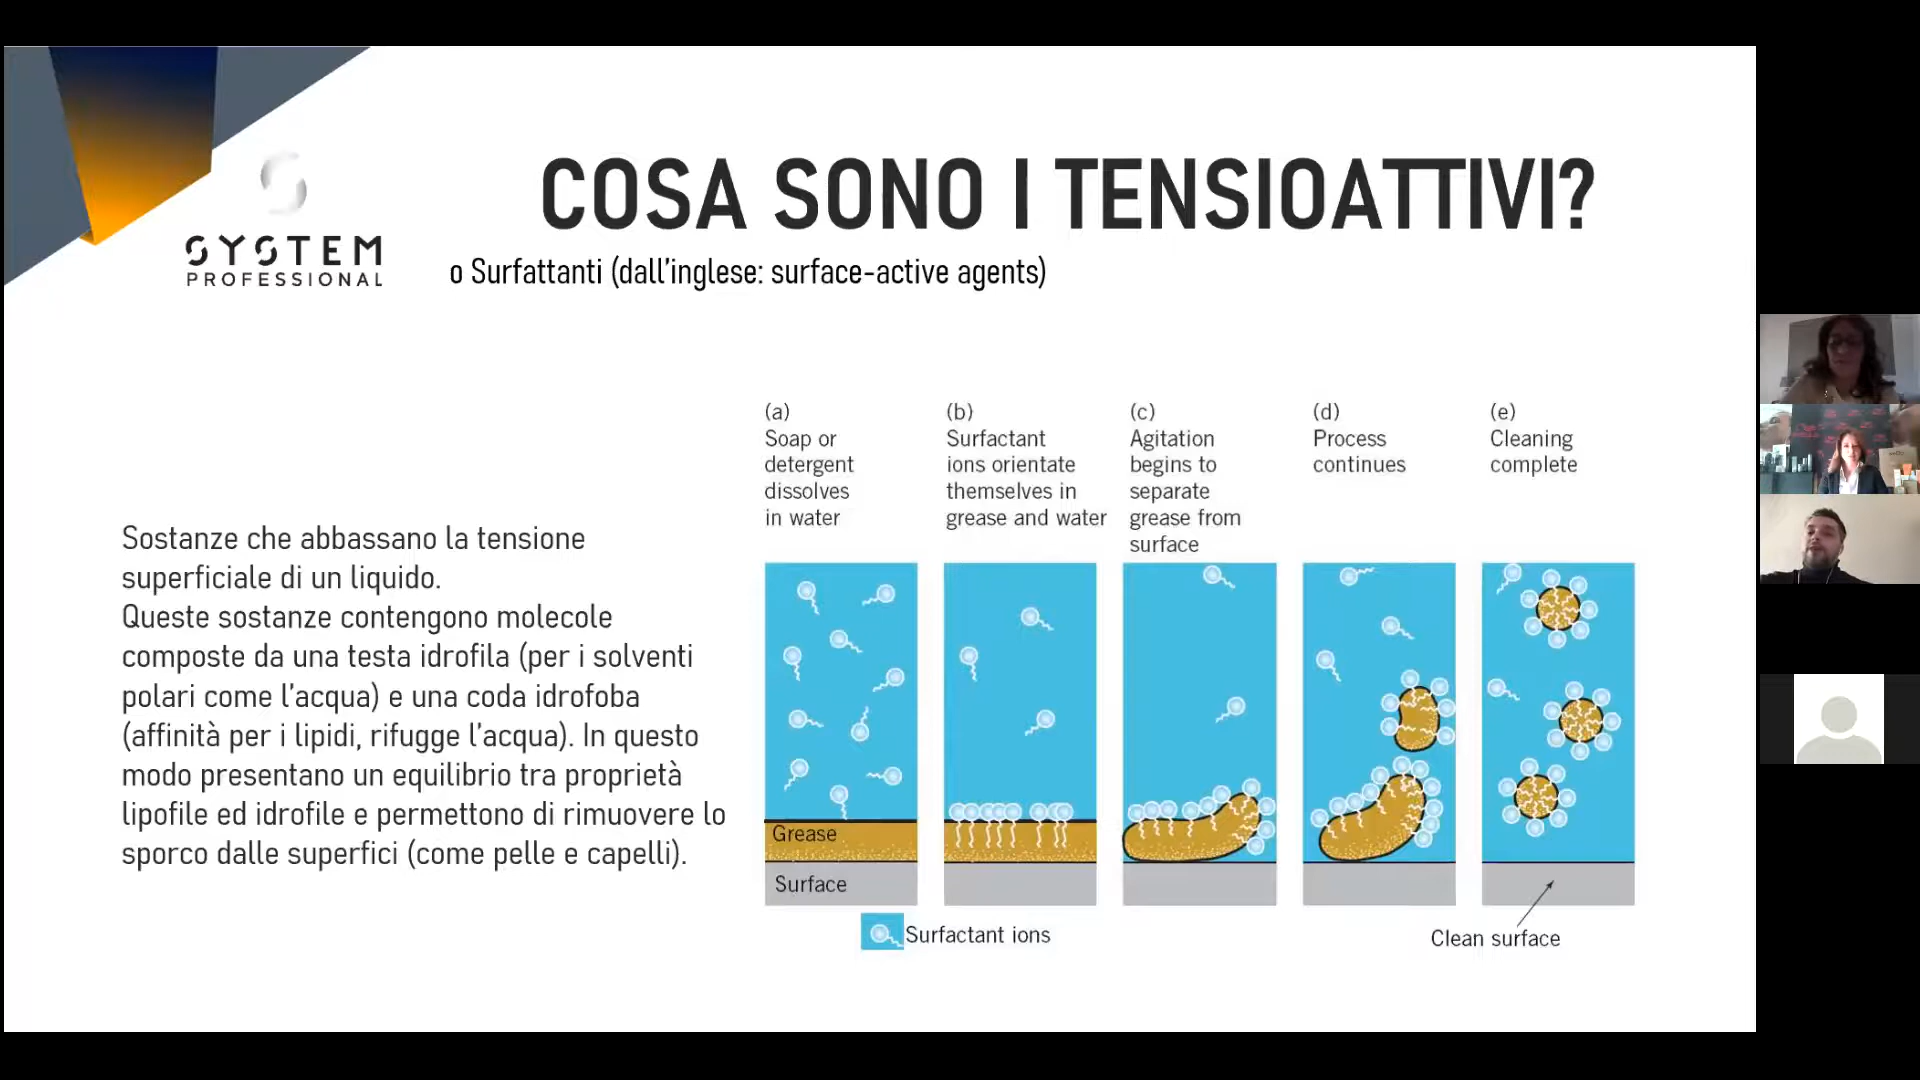 COSA SONO I TENSIOATTIVI?
SYSTEM
PROFESSIONAL
o Surfattanti (dall'inglese: surface-active agents)
Sostanze che abbassano la tensione
superficiale di un liquido.
Queste sostanze contengono molecole
composte da una testa idrofila (per i solventi
polari come l'acqua) e una coda idrofoba
(affinità per i lipidi, rifugge l'acqua). In questo
modo presentano un equilibrio tra proprietà
lipofile ed idrofile e permettono di rimuovere lo
sporco dalle superfici (come pelle e capelli).
(a)
Soap or
detergent
dissolves
in water
(b)
Surfactant
ions orientate
themselves in
grease and water
(c)
Agitation
begins to
separate
grease from
surface
(d)
Process
continues
(e)
Cleaning
complete
Grease
Surface
Surfactant ions
Clean surface